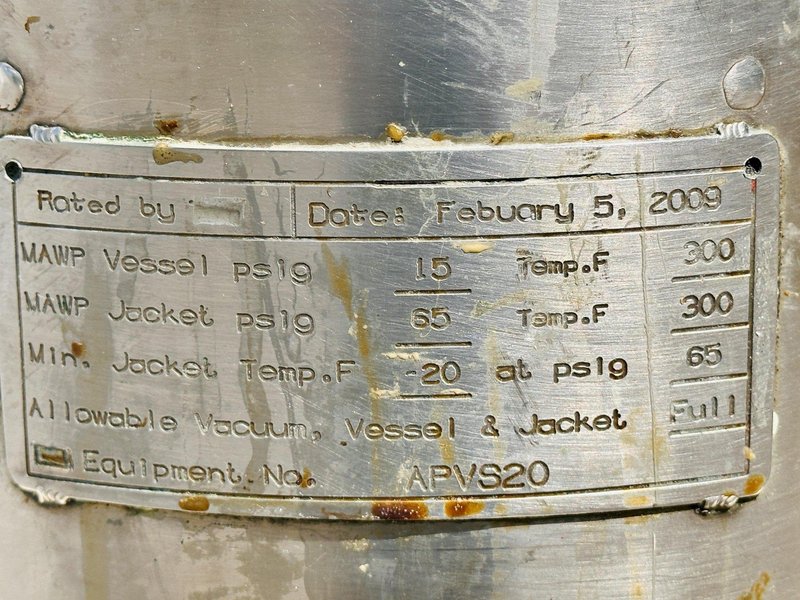 Rated by Date: Febuary 5, 2009
MAWP Vessel psig 15 Temp.F 300
MAWP Jacket psig 65 Temp.F 300
Min. Jacket Temp.F -20 at psig 65
Allowable Vacuum, Vessel & Jacket Full
Equipment No. APVS20